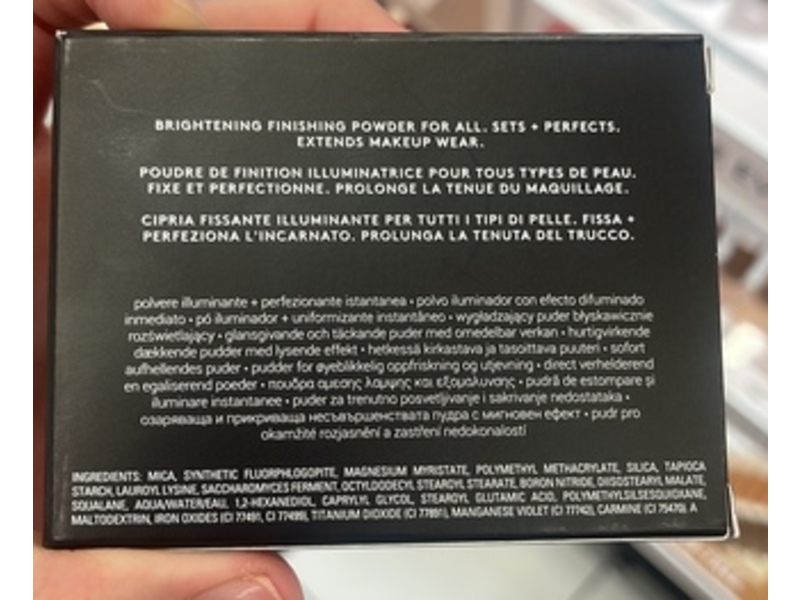 BRIGHTENING FINISHING POWDER FOR ALL. SETS + PERFECTS.
EXTENDS MAKEUP WEAR.
POUDRE DE FINITION ILLUMINATRICE POUR TOUS TYPES DE PEAU.
FIXE ET PERFECTIONNE. PROLONGE LA TENUE DU MAQUILLAGE.
CIPRIA FISSANTE ILLUMINANTE PER TUTTI I TIPI DI PELLE. FISSA +
PERFEZIONA L'INCARNATO. PROLUNGA LA TENUTA DEL TRUCCO.
polvere illuminante + perfezionante istantanea • polvo iluminador con efecto difuminado
inmediato • pó iluminador + uniformizante instantâneo • wygładzający puder błyskawicznie
rozświetlający • glansgivande och täckande puder med omedelbar verkan • hurtigvirkende
dækkende pudder med lysende effekt • hetkessä kirkastava ja tasoittava puuteri • sofort
aufhellendes puder • pudder for øyeblikkelig oppfriskning og utjevning • direct verhelderend
en egaliserend poeder • πουδρα αμεσης λαμψης και εξομαλυνσης • pudră de estompare și
iluminare instantanee • puder za trenutno posvetljivanje i sakrivanje nedostataka •
озаряваща и прикриваща несъвършенствата пудра с мигновен ефект • pudr pro
okamžité rozjasnění a zastření nedokonalostí
INGREDIENTS: MICA, SYNTHETIC FLUORPHLOGOPITE, MAGNESIUM MYRISTATE, POLYMETHYL METHACRYLATE, SILICA, TAPIOCA
STARCH, LAUROYL LYSINE, SACCHAROMYCES FERMENT, OCTYLDODECYL STEAROYL STEARATE, BORON NITRIDE, DIISOSTEARYL MALATE,
SQUALANE, AQUA/WATER/EAU, 1,2-HEXANEDIOL, CAPRYLYL GLYCOL, STEAROYL GLUTAMIC ACID, POLYMETHYLSILSESQUIOXANE,
MALTODEXTRIN, IRON OXIDES (CI 77491, CI 77499), TITANIUM DIOXIDE (CI 77891), MANGANESE VIOLET (CI 77742), CARMINE (CI 75470). A